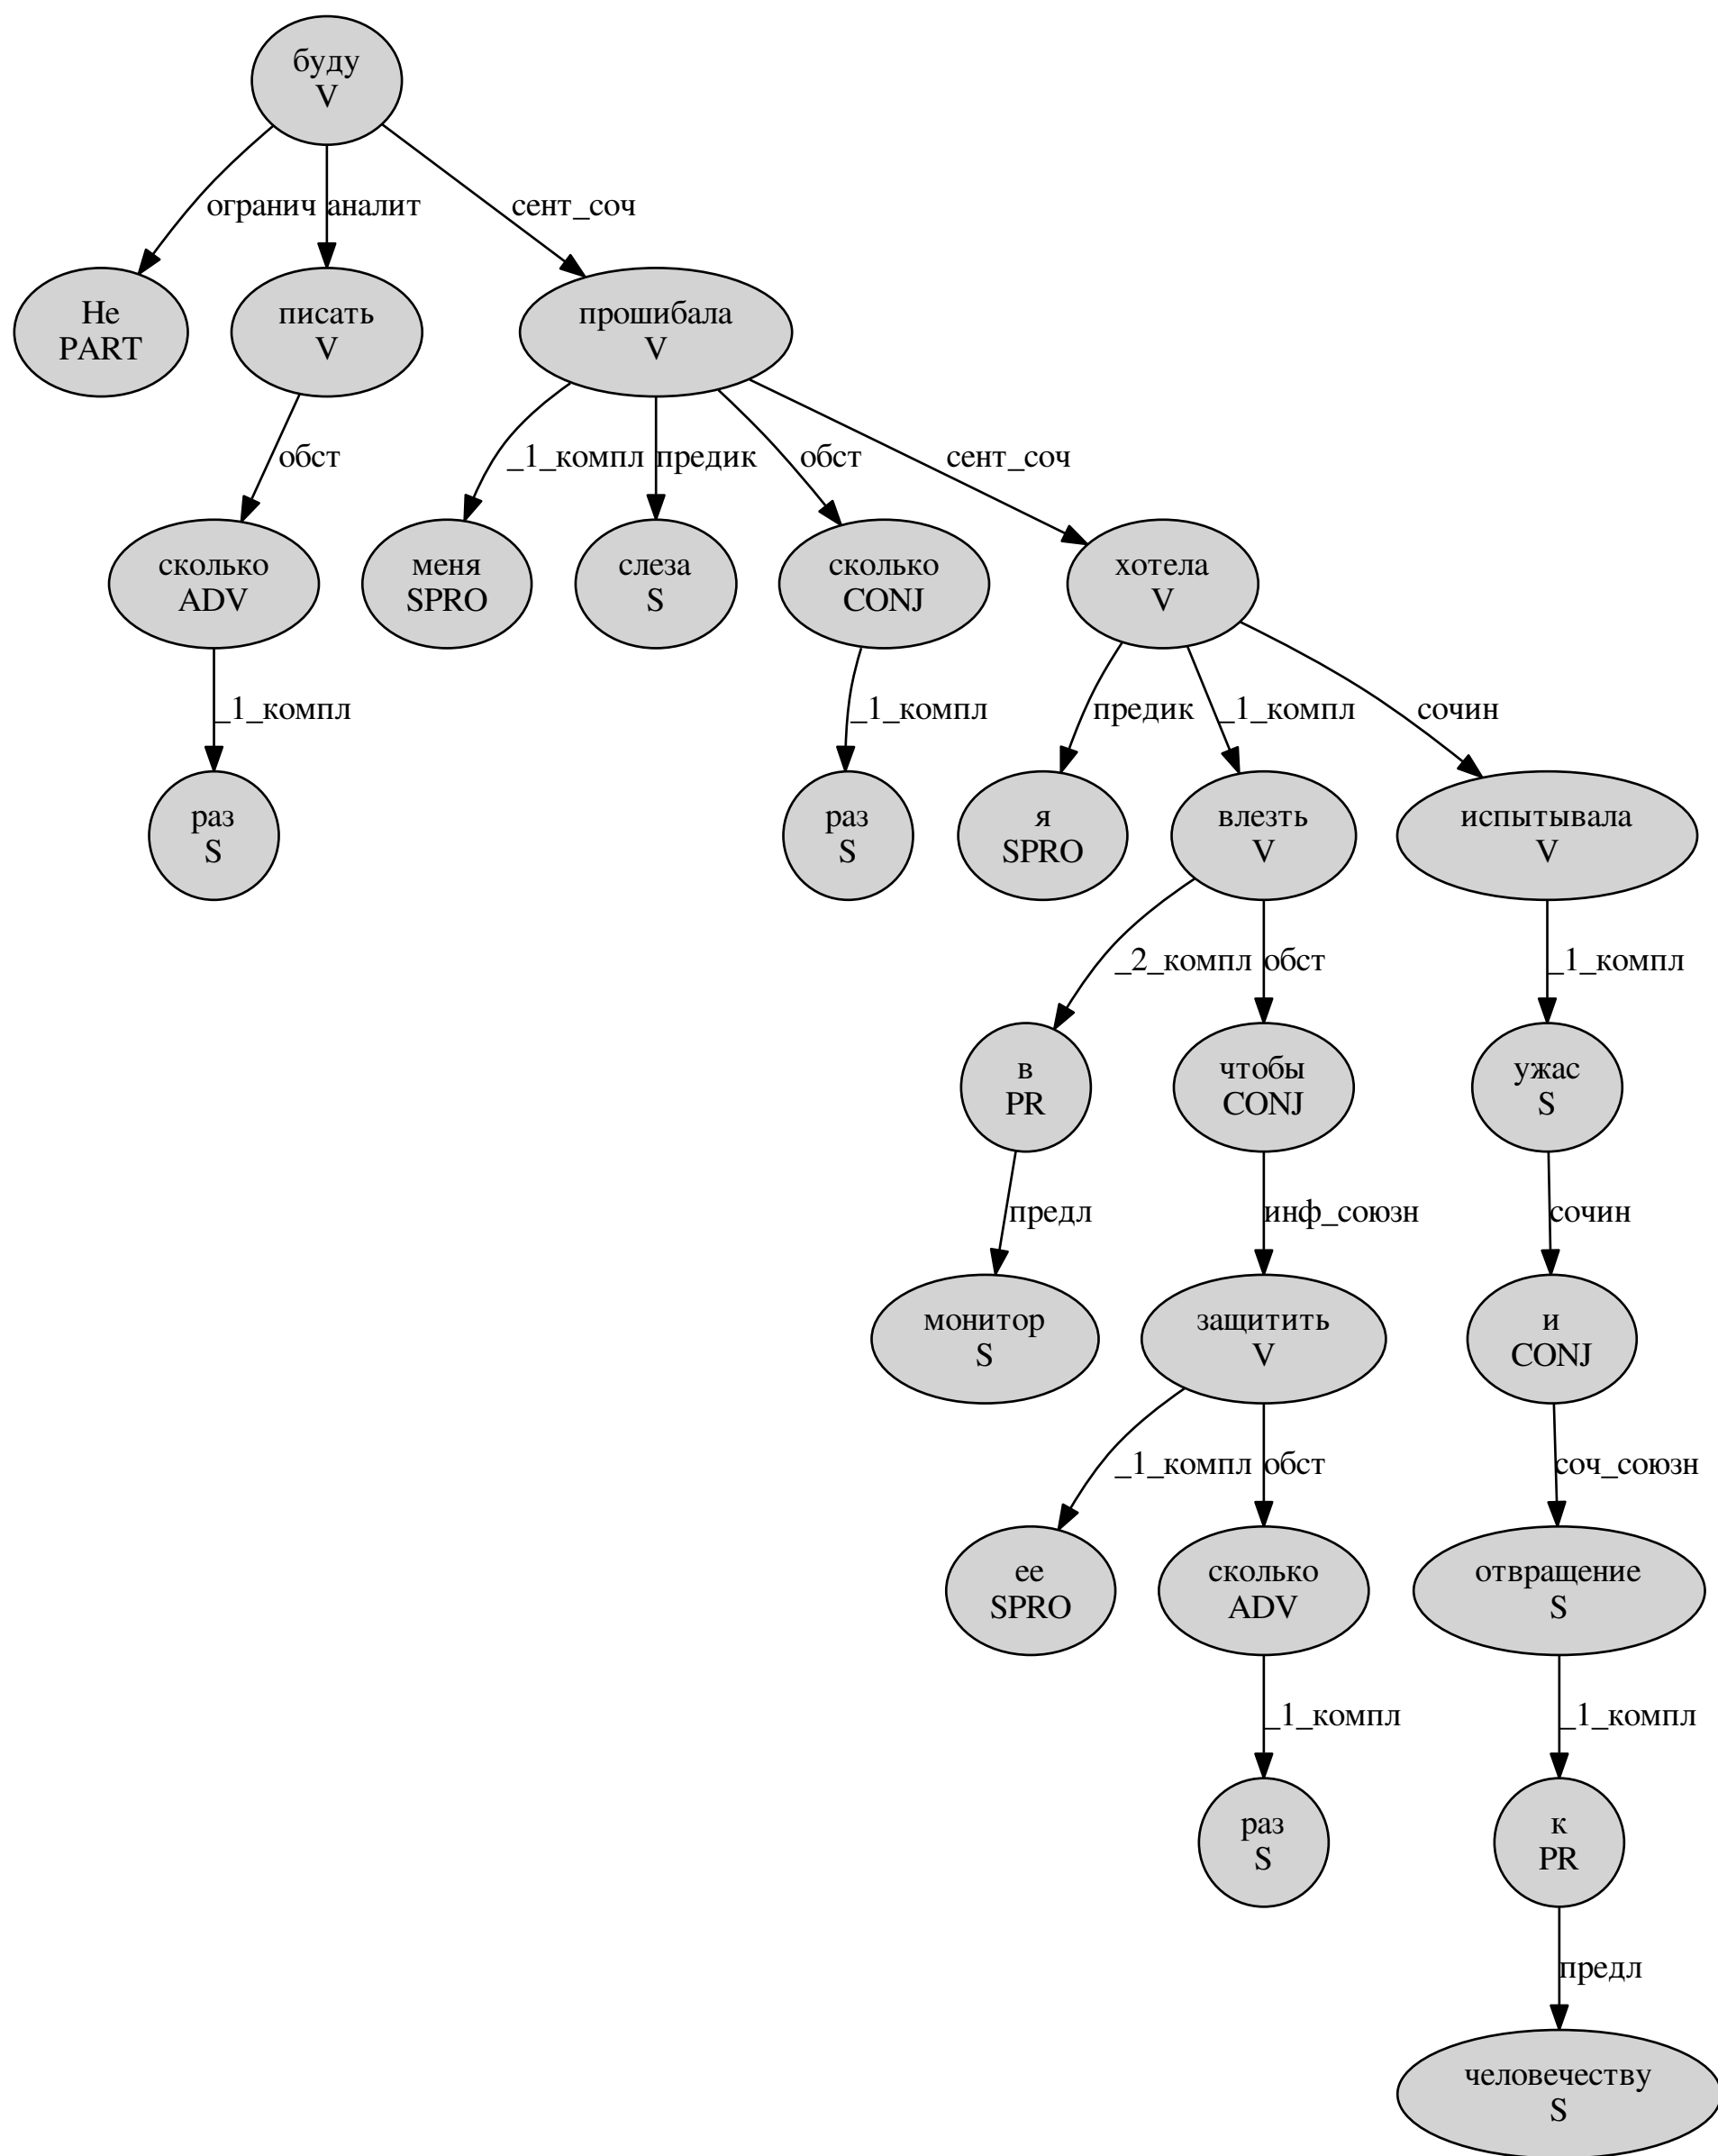 буду
V
огранич
аналит
сент_соч
Не
PART
писать
V
прошибала
V
обст
_1_компл
предик
обст
сент_соч
сколько
ADV
меня
SPRO
слеза
S
сколько
CONJ
хотела
V
_1_компл
_1_компл
предик
_1_компл
сочин
раз
S
раз
S
я
SPRO
влезть
V
испытывала
V
_2_компл
обст
_1_компл
в
PR
чтобы
CONJ
ужас
S
предл
инф_союзн
сочин
монитор
S
защитить
V
и
CONJ
_1_компл
обст
соч_союзн
ее
SPRO
сколько
ADV
отвращение
S
_1_компл
_1_компл
раз
S
к
PR
предл
человечеству
S